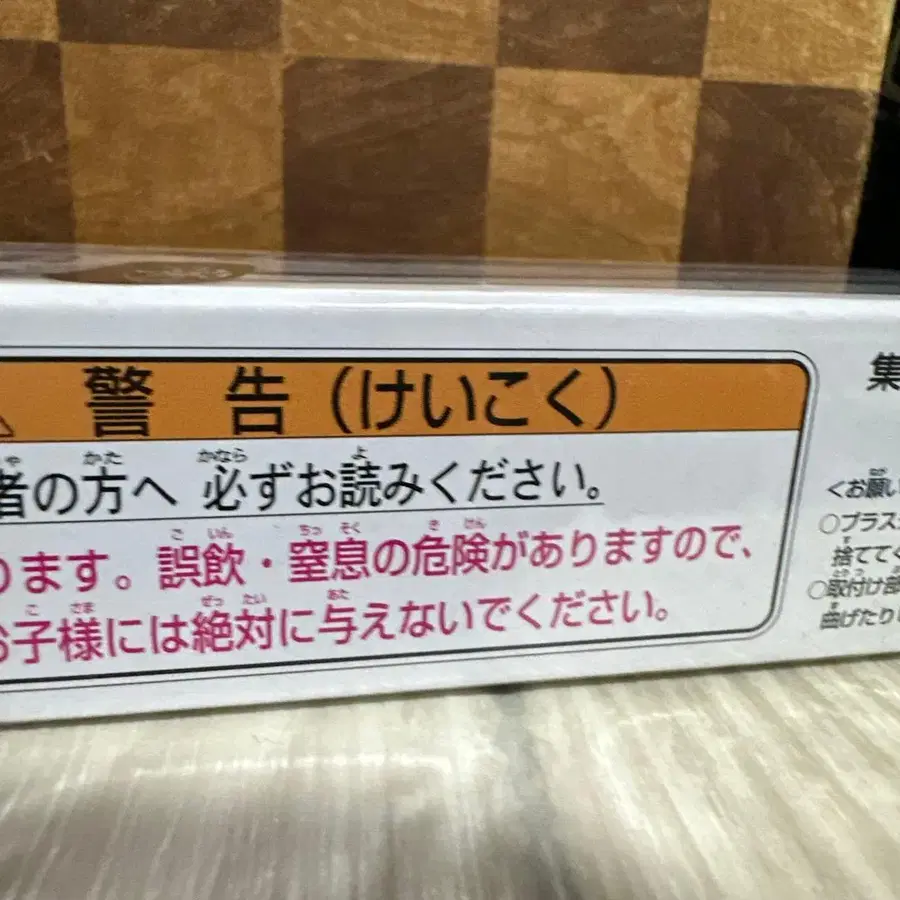 警告（けいこく）
者の方へ 必ずお読みください。
ります。誤飲・窒息の危険がありますので、
お子様には絶対に与えないでください。
集
<お願い
○プラス
捨ててく
○取付け部
曲げたり